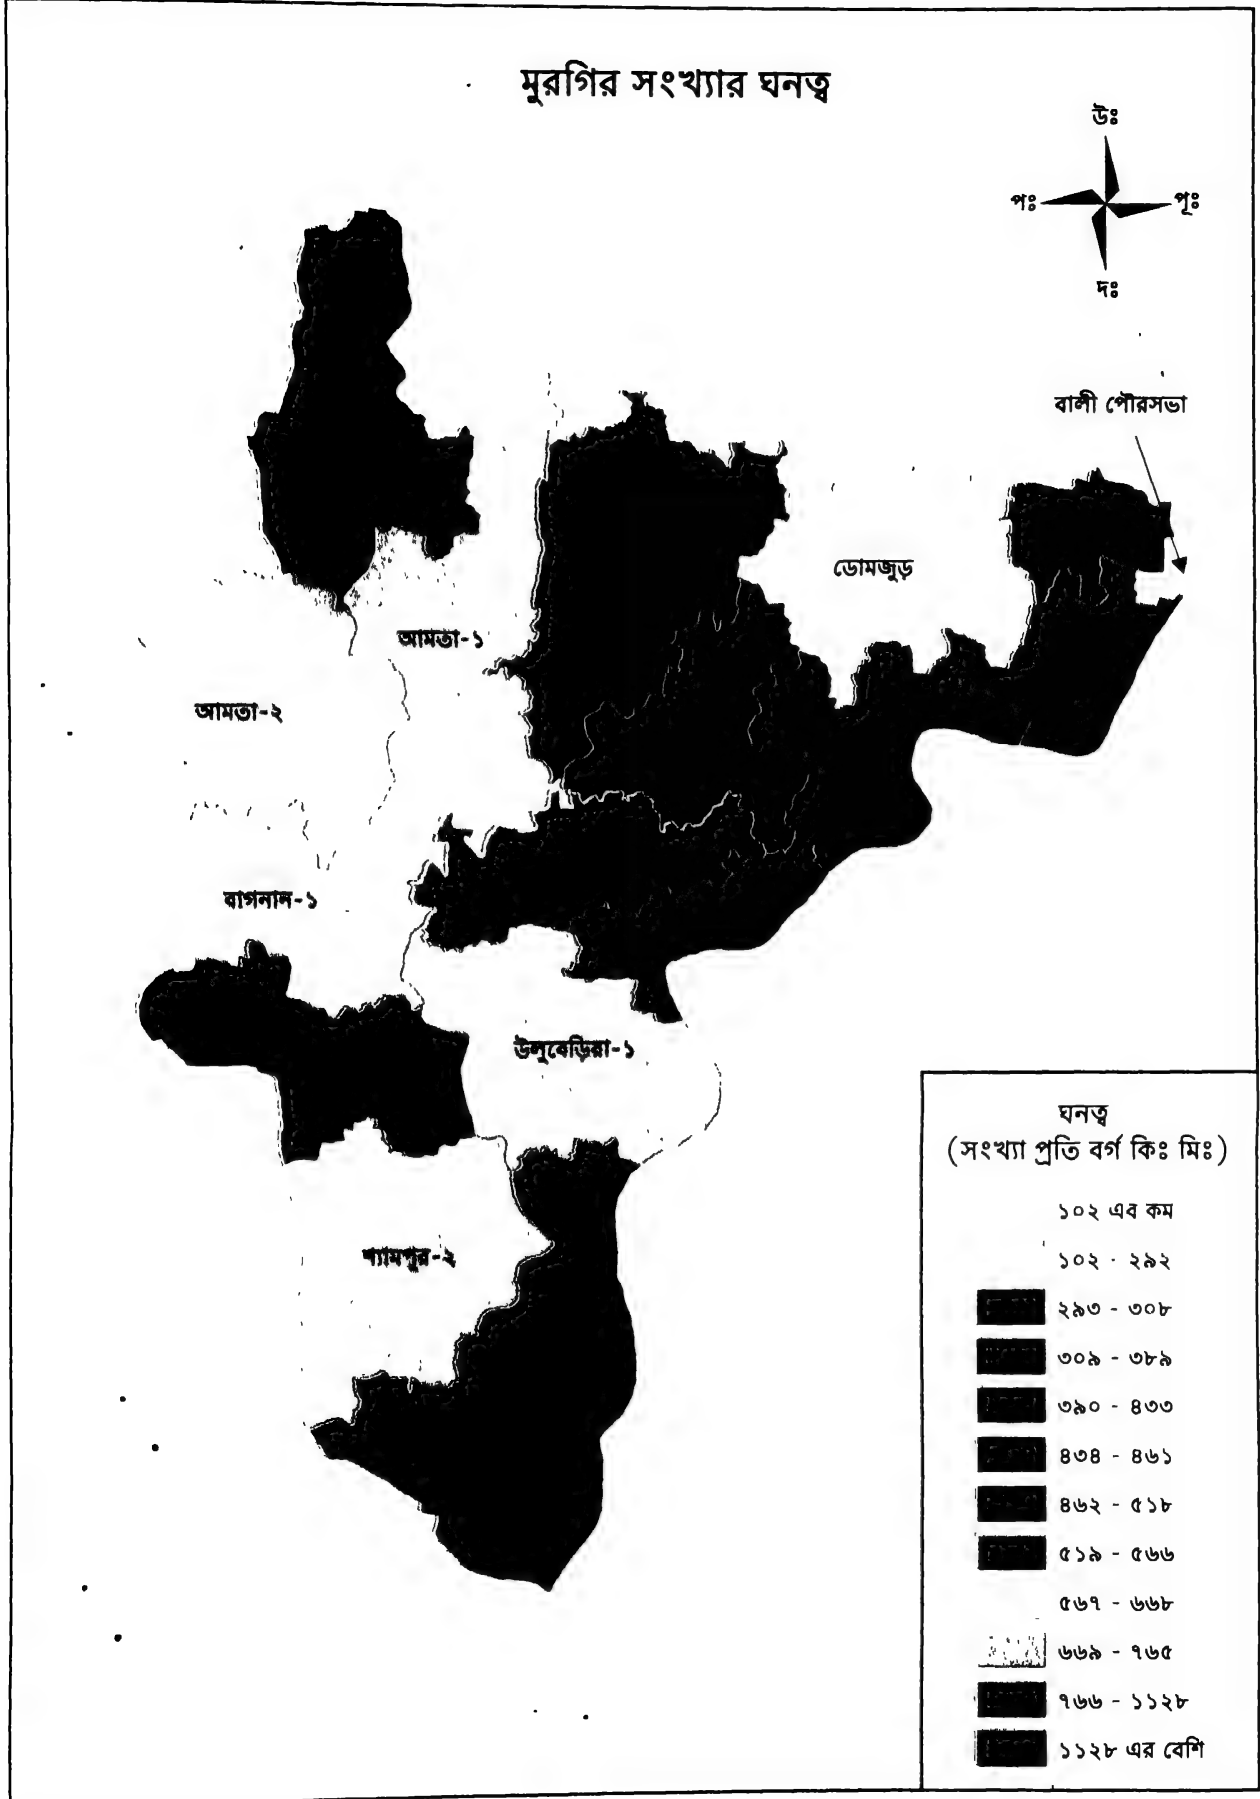 মুরগির সংখ্যার ঘনত্ব
উঃ
পঃ
পূঃ
দঃ
বালী পৌরসভা
ডোমজুড়
আমতা-১
আমতা-২
বাগনান-১
উলুবেড়িয়া-১
শ্যামপুর-২
ঘনত্ব
(সংখ্যা প্রতি বর্গ কিঃ মিঃ)
১০২ এব কম
১০২ - ২৯২
২৯৩ - ৩০৮
৩০৯ - ৩৮৯
৩৯০ - ৪৩৩
৪৩৪ - ৪৬১
৪৬২ - ৫১৮
৫১৯ - ৫৬৬
৫৬৭ - ৬৬৮
৬৬৯ - ৭৬৫
৭৬৬ - ১১২৮
১১২৮ এর বেশি